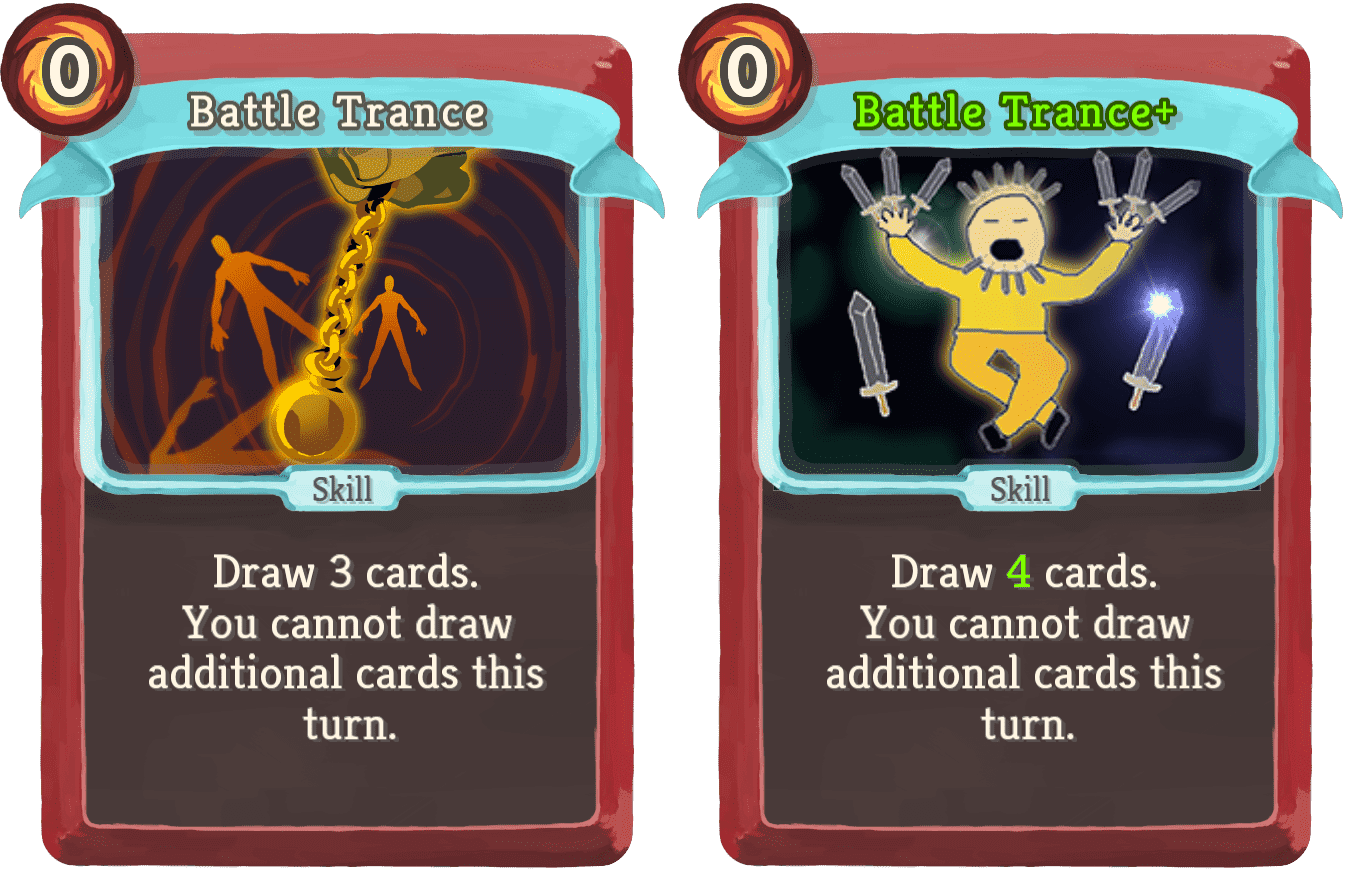 0
Battle Trance
Skill
Draw 3 cards.
You cannot draw
additional cards this
turn.
0
Battle Trance+
Skill
Draw 4 cards.
You cannot draw
additional cards this
turn.